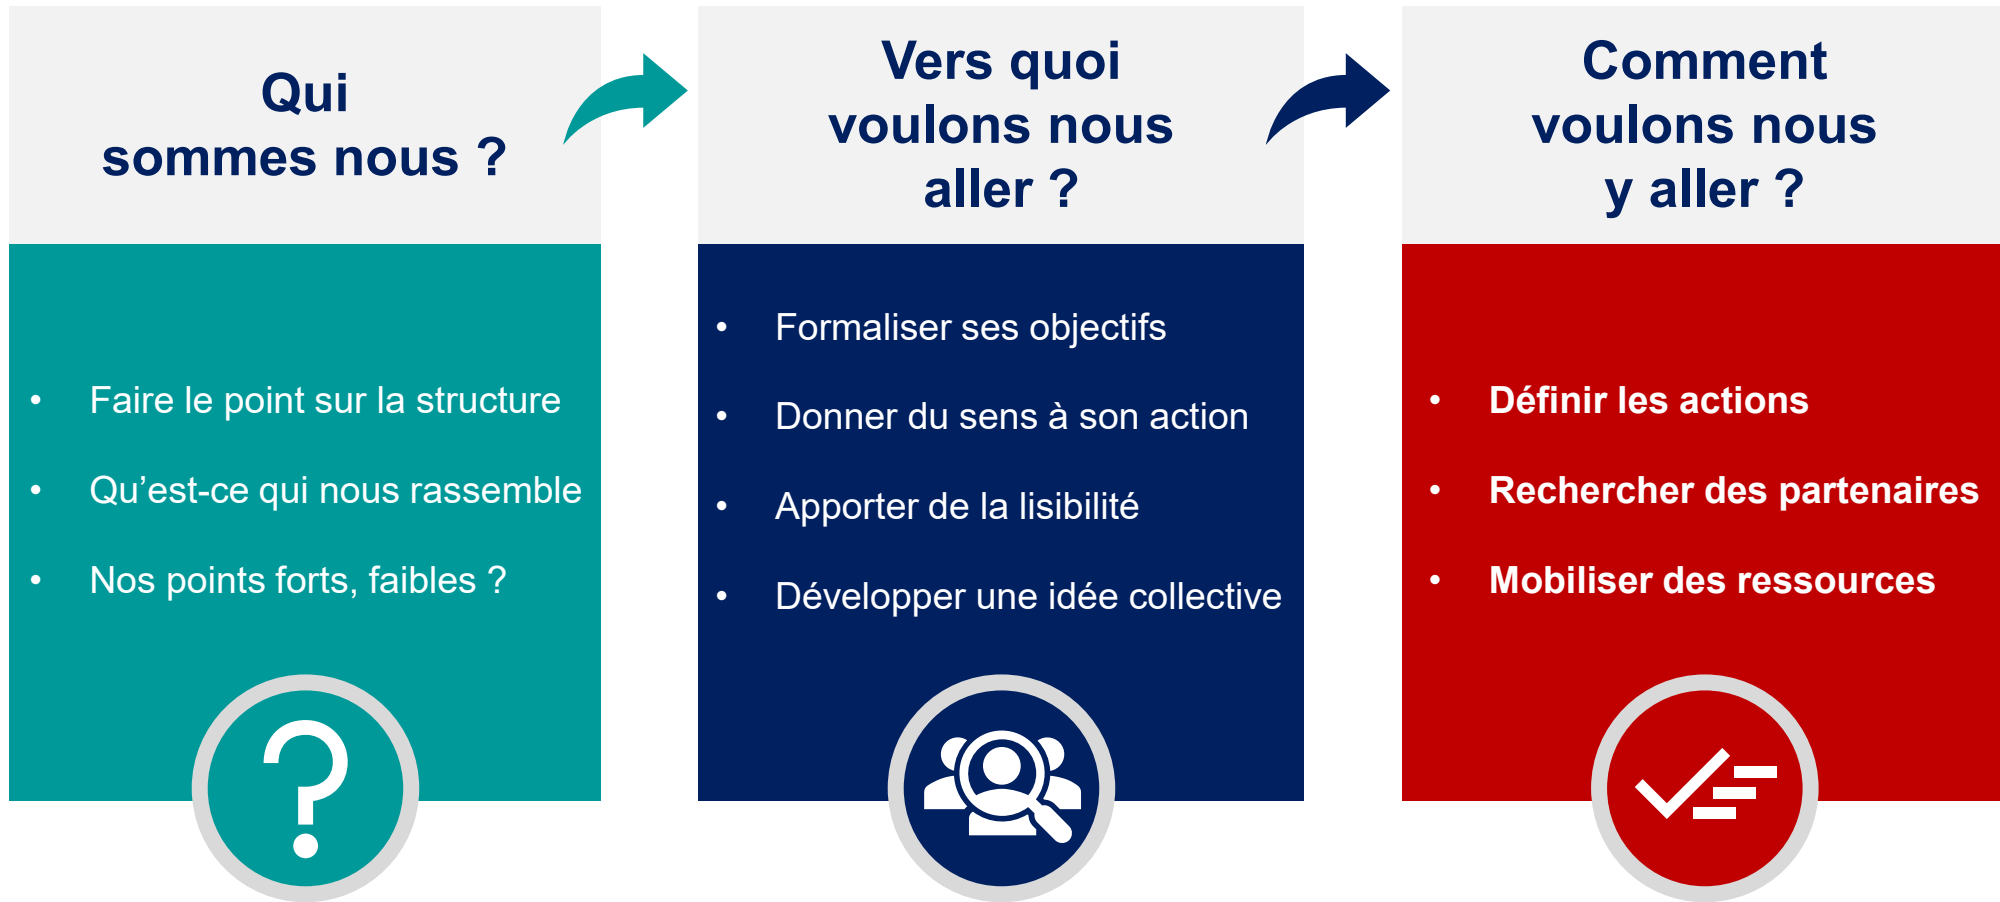 Qui
sommes nous ?
Vers quoi
voulons nous
aller ?
Comment
voulons nous
y aller ?
• Faire le point sur la structure
• Qu’est-ce qui nous rassemble
• Nos points forts, faibles ?
• Formaliser ses objectifs
• Donner du sens à son action
• Apporter de la lisibilité
• Développer une idée collective
• Définir les actions
• Rechercher des partenaires
• Mobiliser des ressources